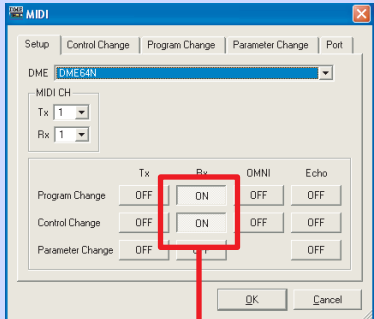 MIDI
Setup Control Change Program Change Parameter Change Port
DME DME64N
MIDI CH
Tx 1
Rx 1
Tx Rx OMNI Echo
Program Change OFF ON OFF OFF
Control Change OFF ON OFF OFF
Parameter Change OFF OFF OFF
OK Cancel